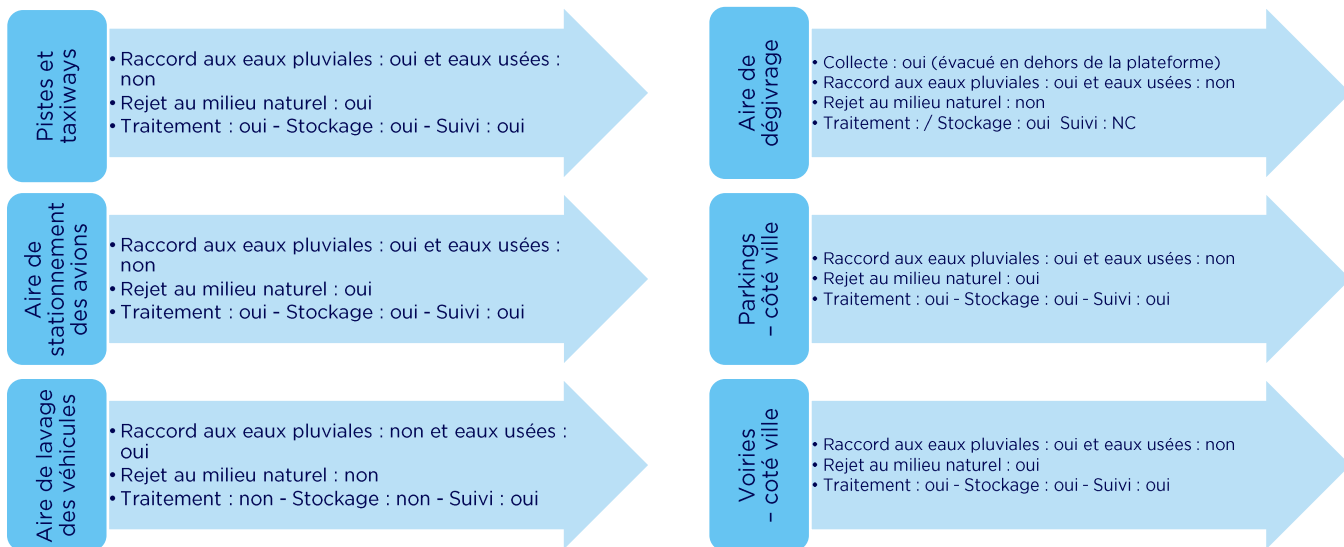 Pistes et
taxiways
• Raccord aux eaux pluviales : oui et eaux usées :
non
• Rejet au milieu naturel : oui
• Traitement : oui - Stockage : oui - Suivi : oui
Aire de
dégivrage
• Collecte : oui (évacué en dehors de la plateforme)
• Raccord aux eaux pluviales : oui et eaux usées : non
• Rejet au milieu naturel : non
• Traitement : / Stockage : oui Suivi : NC
Aire de
stationnement
des avions
• Raccord aux eaux pluviales : oui et eaux usées :
non
• Rejet au milieu naturel : oui
• Traitement : oui - Stockage : oui - Suivi : oui
Parkings
– côté ville
• Raccord aux eaux pluviales : oui et eaux usées : non
• Rejet au milieu naturel : oui
• Traitement : oui - Stockage : oui - Suivi : oui
Aire de lavage
des véhicules
• Raccord aux eaux pluviales : non et eaux usées :
oui
• Rejet au milieu naturel : non
• Traitement : non - Stockage : non - Suivi : oui
Voiries
– coté ville
• Raccord aux eaux pluviales : oui et eaux usées : non
• Rejet au milieu naturel : oui
• Traitement : oui - Stockage : oui - Suivi : oui